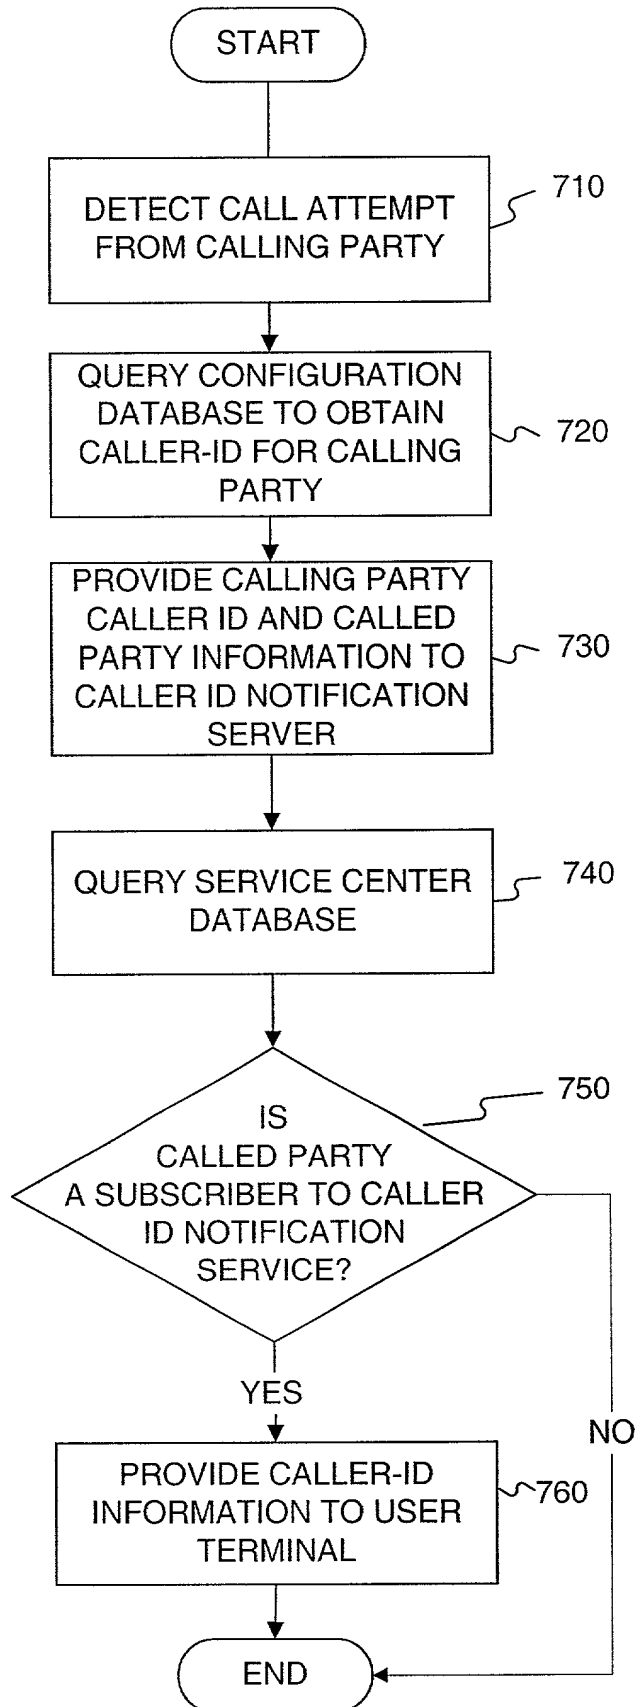 START
DETECT CALL ATTEMPT
FROM CALLING PARTY
710
QUERY CONFIGURATION
DATABASE TO OBTAIN
CALLER-ID FOR CALLING
PARTY
720
PROVIDE CALLING PARTY
CALLER ID AND CALLED
PARTY INFORMATION TO
CALLER ID NOTIFICATION
SERVER
730
QUERY SERVICE CENTER
DATABASE
740
IS
CALLED PARTY
A SUBSCRIBER TO CALLER
ID NOTIFICATION
SERVICE?
750
YES
NO
PROVIDE CALLER-ID
INFORMATION TO USER
TERMINAL
760
END